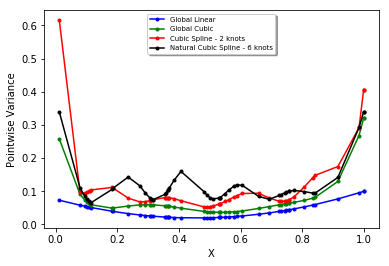 Global Linear
Global Cubic
Cubic Spline - 2 knots
Natural Cubic Spline - 6 knots
Pointwise Variance
0.6
0.5
0.4
0.3
0.2
0.1
0.0
0.0 0.2 0.4 0.6 0.8 1.0
X